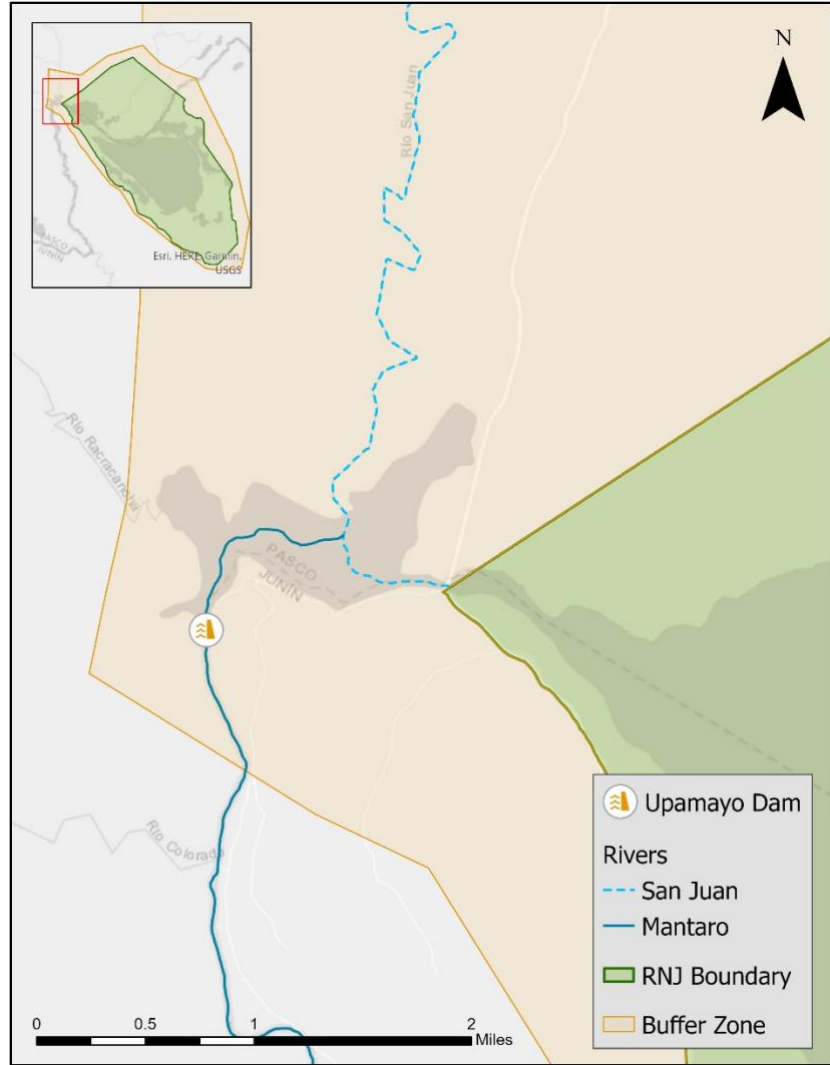 PASCO
JUNÍN
Esri, HERE, Garmin,
USGS
N
Río San Juan
Río Racracancha
PASCO
JUNÍN
Río Colorado
Upamayo Dam
Rivers
San Juan
Mantaro
RNJ Boundary
Buffer Zone
0 0.5 1 2
Miles